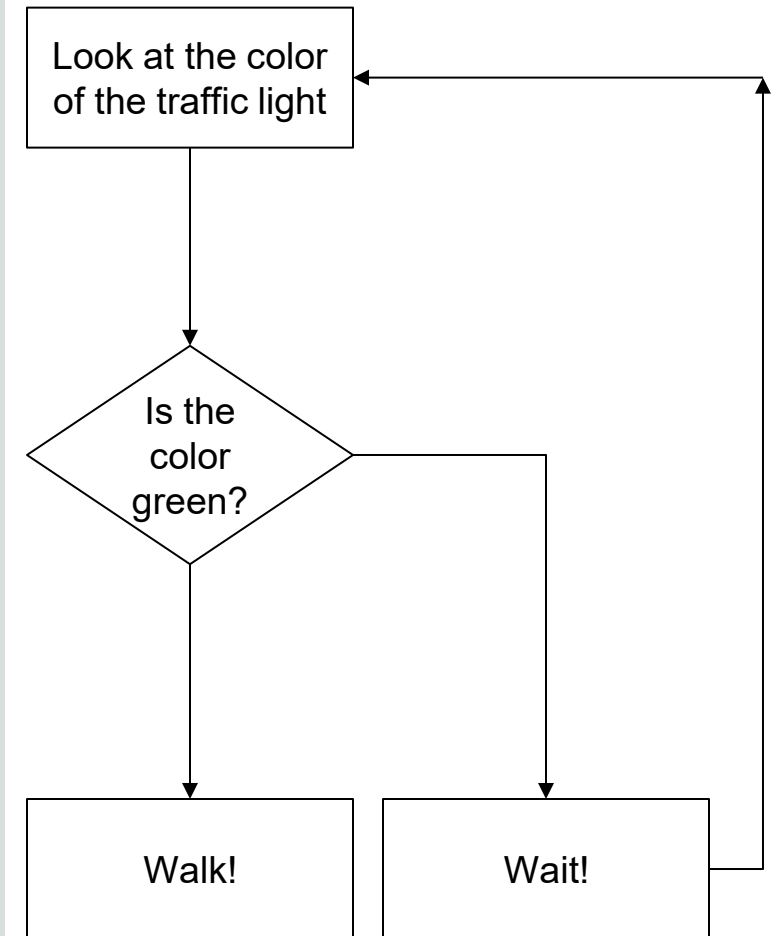 Look at the color
of the traffic light
Is the
color
green?
Walk!
Wait!